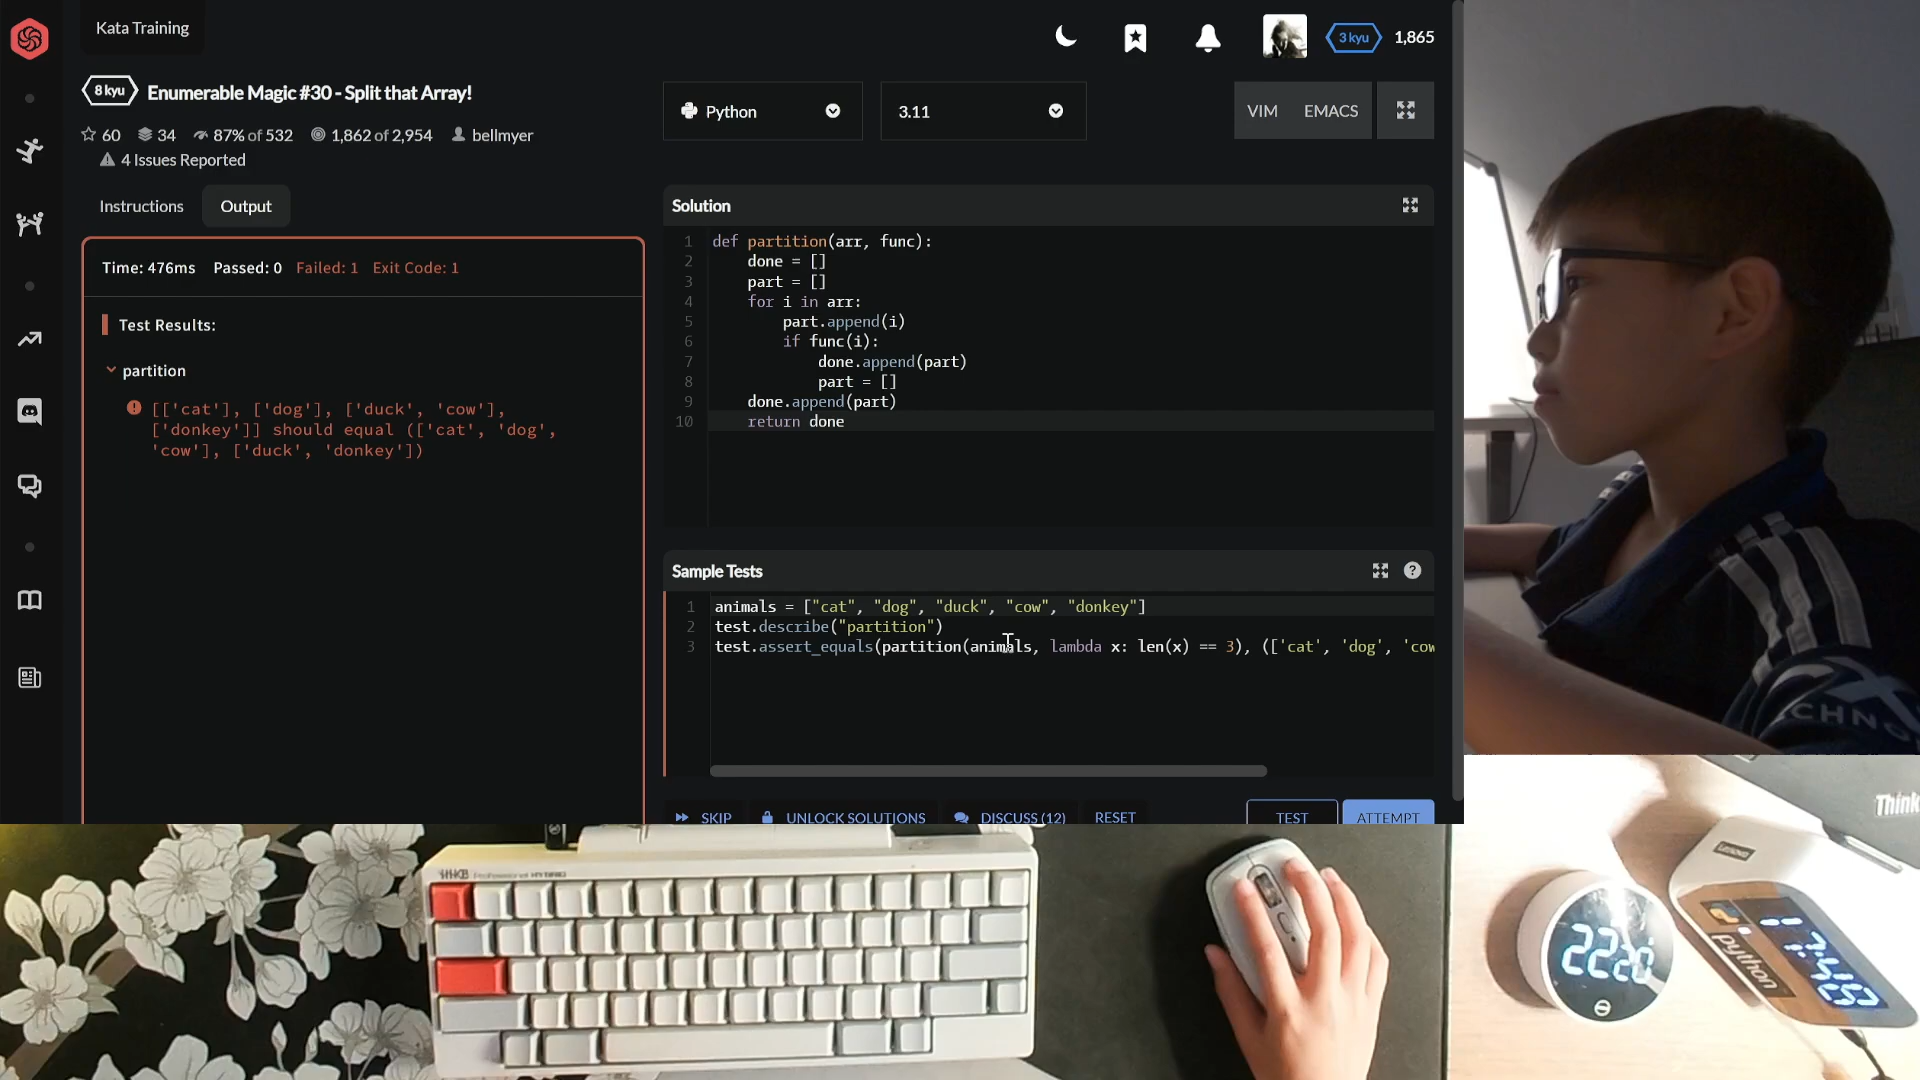 Kata Training
3 kyu
1,865
8 kyu
Enumerable Magic #30 - Split that Array!
60 34 87% of 532 1,862 of 2,954 bellmyer
4 Issues Reported
Python
3.11
VIM EMACS
Instructions Output
Time: 476ms Passed: 0 Failed: 1 Exit Code: 1
Test Results:
partition
[['cat'], ['dog'], ['duck', 'cow'],
['donkey']] should equal (['cat', 'dog',
'cow'], ['duck', 'donkey'])
Solution
1 def partition(arr, func):
2 done = []
3 part = []
4 for i in arr:
5 part.append(i)
6 if func(i):
7 done.append(part)
8 part = []
9 done.append(part)
10 return done
Sample Tests
1 animals = ["cat", "dog", "duck", "cow", "donkey"]
2 test.describe("partition")
3 test.assert_equals(partition(animals, lambda x: len(x) == 3), (['cat', 'dog', 'cow
SKIP UNLOCK SOLUTIONS DISCUSS (12) RESET TEST ATTEMPT
CHNO
Think
HHKB Professional HYBRID
Lenovo
python
2220